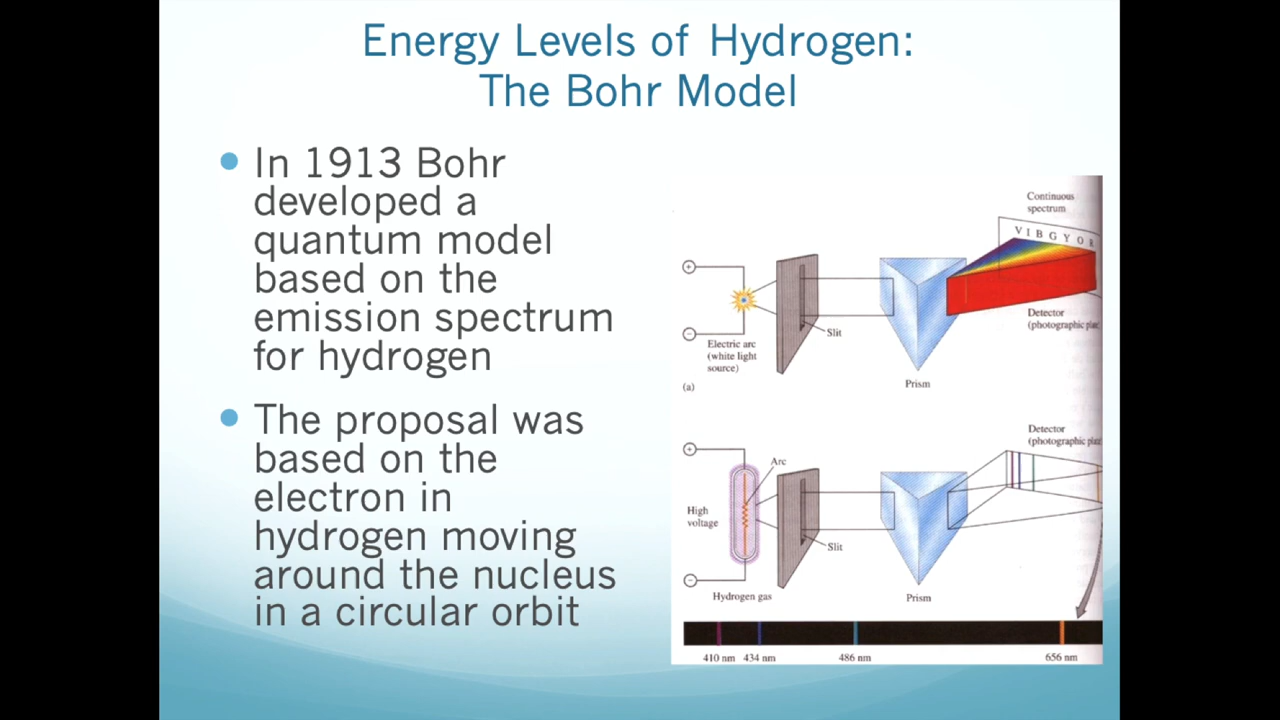 Energy Levels of Hydrogen:
The Bohr Model
In 1913 Bohr
developed a
quantum model
based on the
emission spectrum
for hydrogen
The proposal was
based on the
electron in
hydrogen moving
around the nucleus
in a circular orbit
Continuous
spectrum
V I B G Y O R
Detector
(photographic
Slit
Electric arc
(white light
source)
Prism
(a)
Detector
(photographic
Arc
High
voltage
Slit
Hydrogen gas
Prism
410 nm 434 nm 486 nm 656 nm